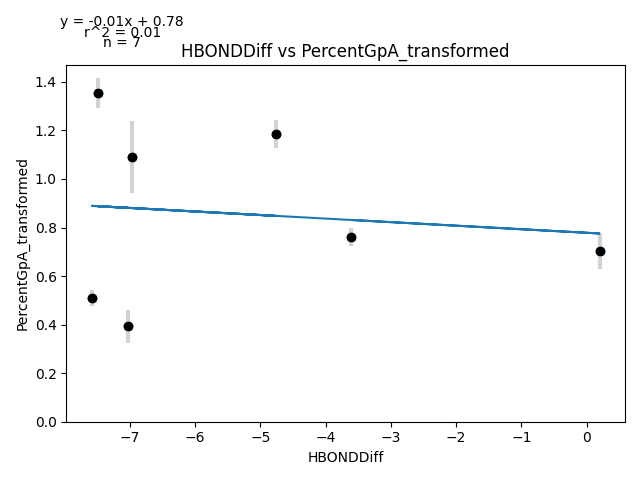 y = -0.01x + 0.78
r^2 = 0.01
n = 7
HBONDDiff vs PercentGpA_transformed
1.4
1.2
1.0
0.8
0.6
0.4
0.2
0.0
PercentGpA_transformed
−7
−6
−5
−4
−3
−2
−1
0
HBONDDiff